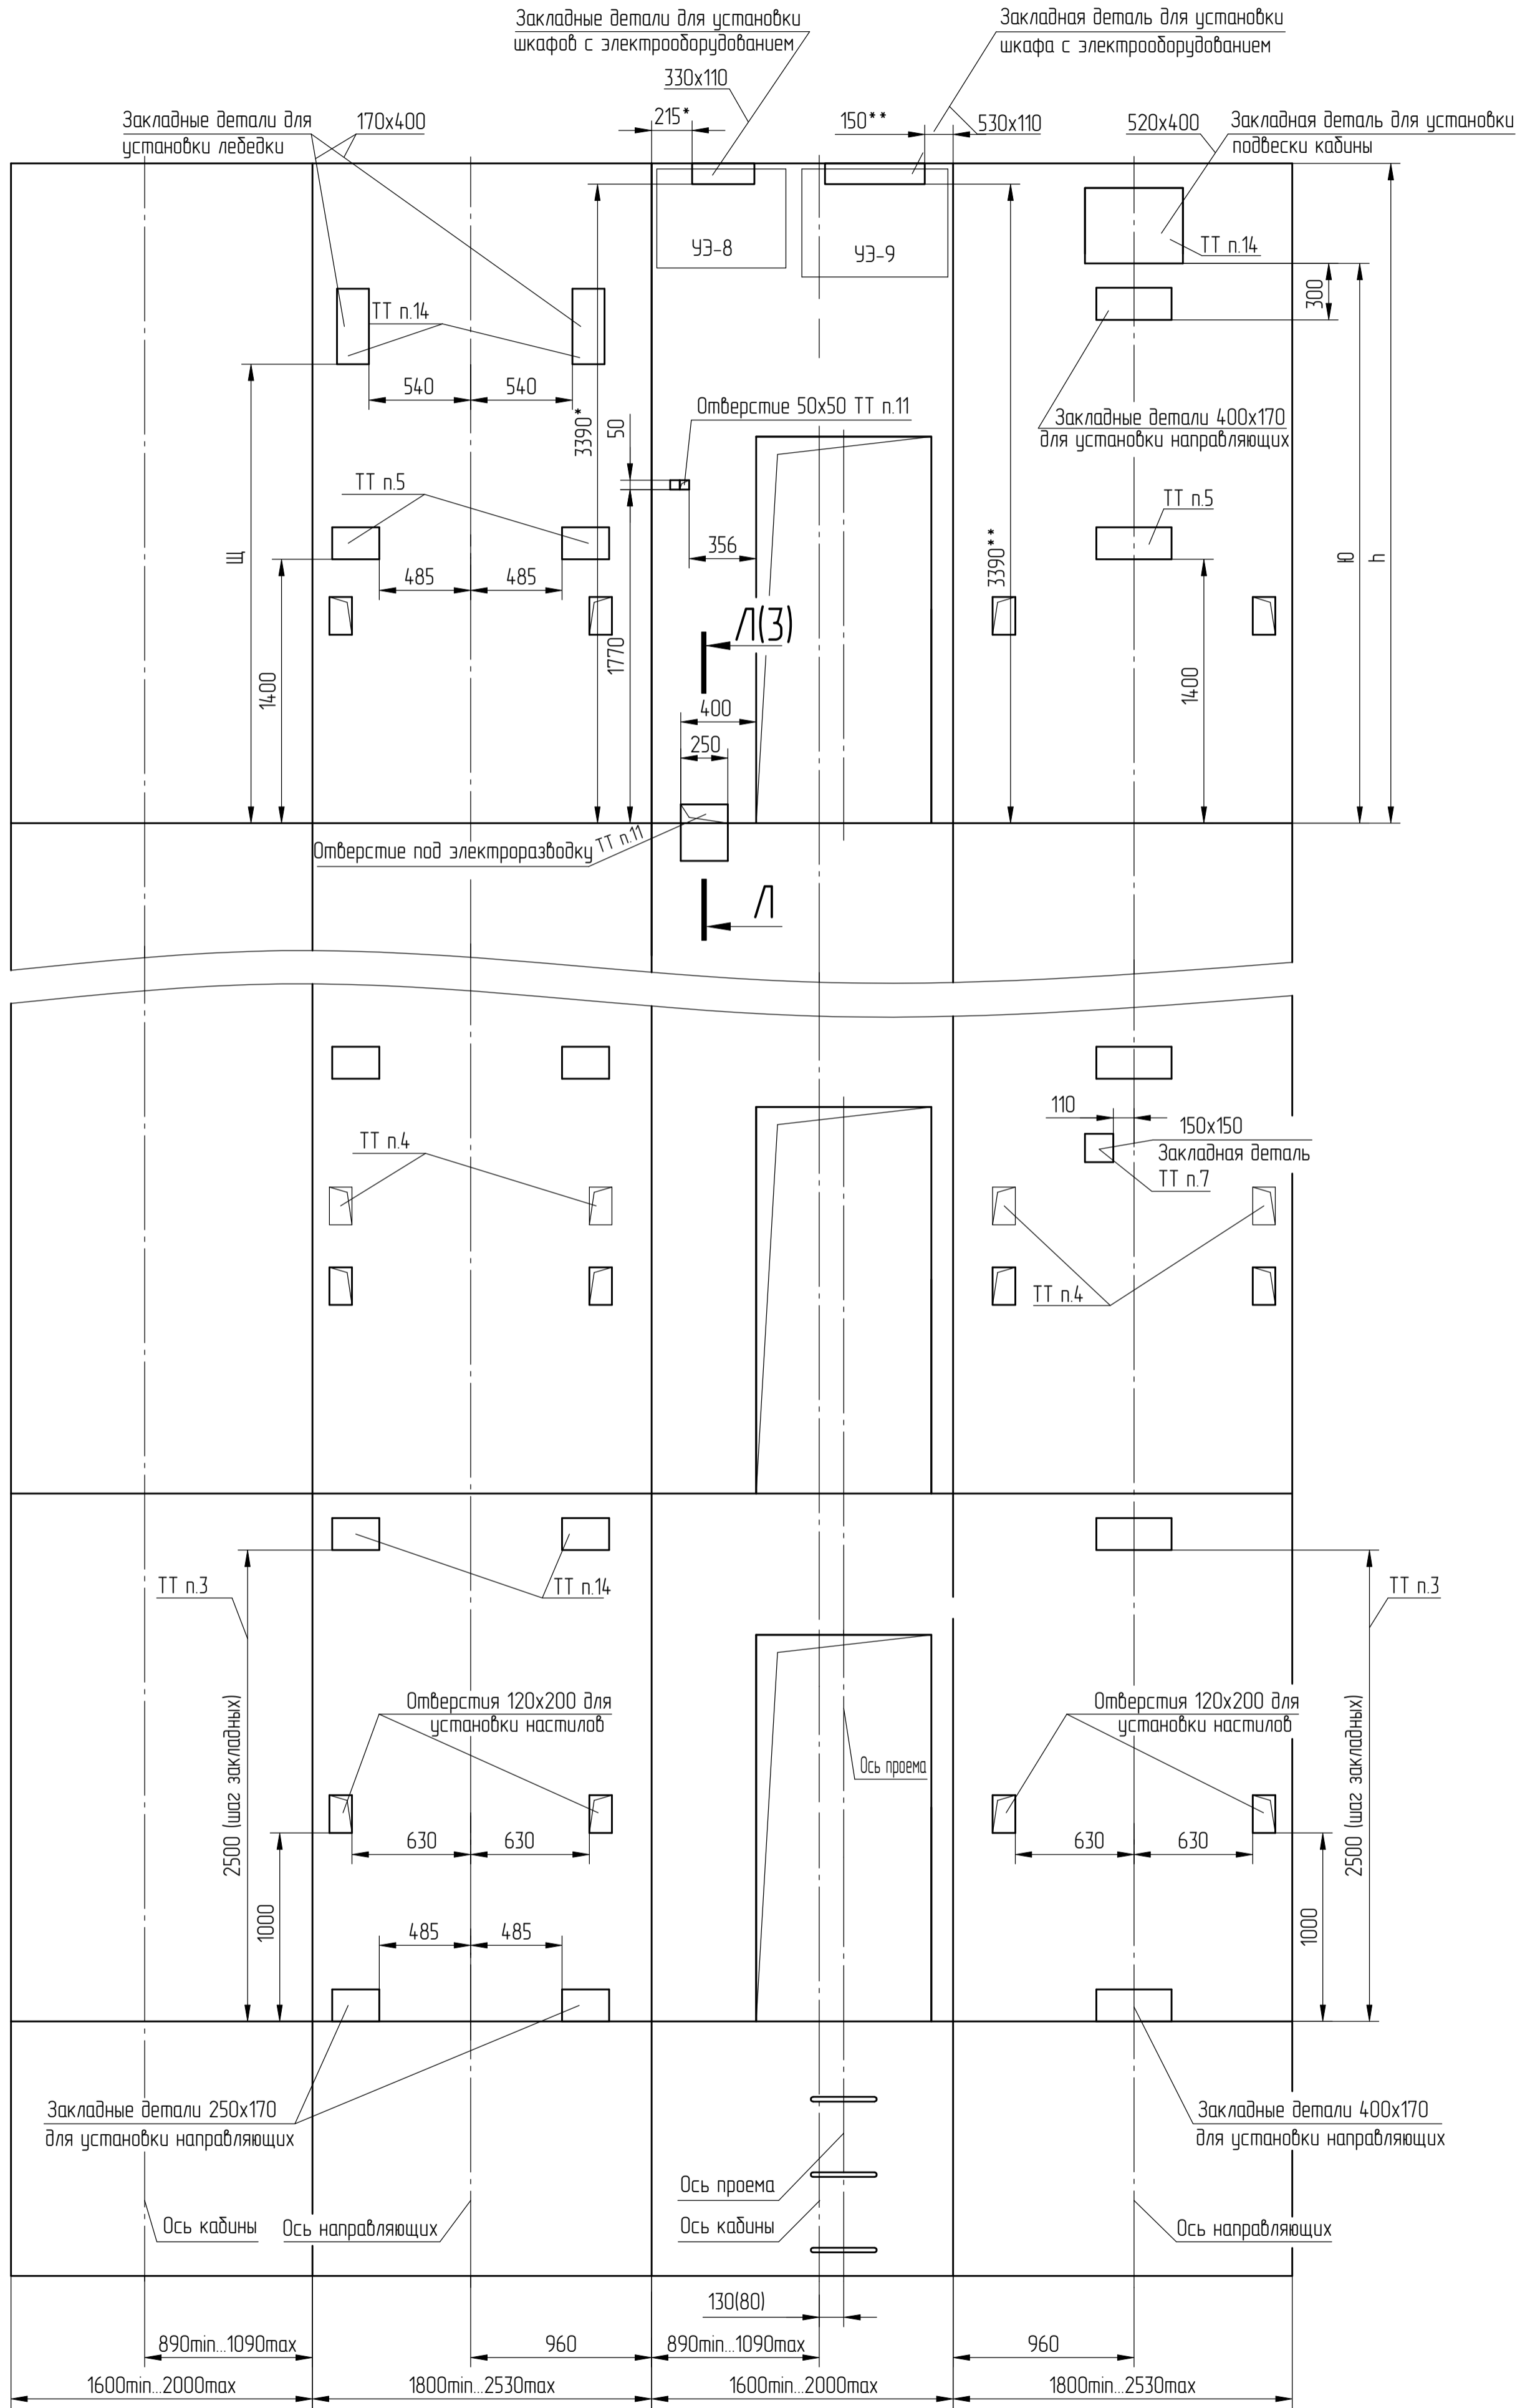 Закладные детали для установки
шкафов с электрооборудованием
330x110
Закладная деталь для установки
шкафа с электрооборудованием
Закладные детали для
установки лебедки
170x400
215*
150**
530x110
520x400
Закладная деталь для установки
подвески кабины
УЭ-8
УЭ-9
ТТ п.14
300
ТТ п.14
540
540
3390*
50
Отверстие 50x50 ТТ п.11
Закладные детали 400x170
для установки направляющих
ТТ п.5
ТТ п.5
Щ
356
3390**
Ю
h
485
485
Л(3)
1770
1400
1400
400
250
Отверстие под электроразводку
ТТ п.11
Л
110
150x150
Закладная деталь
ТТ п.7
ТТ п.4
ТТ п.4
ТТ п.3
ТТ п.14
ТТ п.3
2500 (шаг закладных)
Отверстия 120x200 для
установки настилов
Отверстия 120x200 для
установки настилов
2500 (шаг закладных)
Ось проема
630
630
630
630
1000
1000
485
485
Закладные детали 250x170
для установки направляющих
Закладные детали 400x170
для установки направляющих
Ось проема
Ось кабины
Ось направляющих
Ось кабины
Ось направляющих
130(80)
890min...1090max
960
890min...1090max
960
1600min...2000max
1800min...2530max
1600min...2000max
1800min...2530max